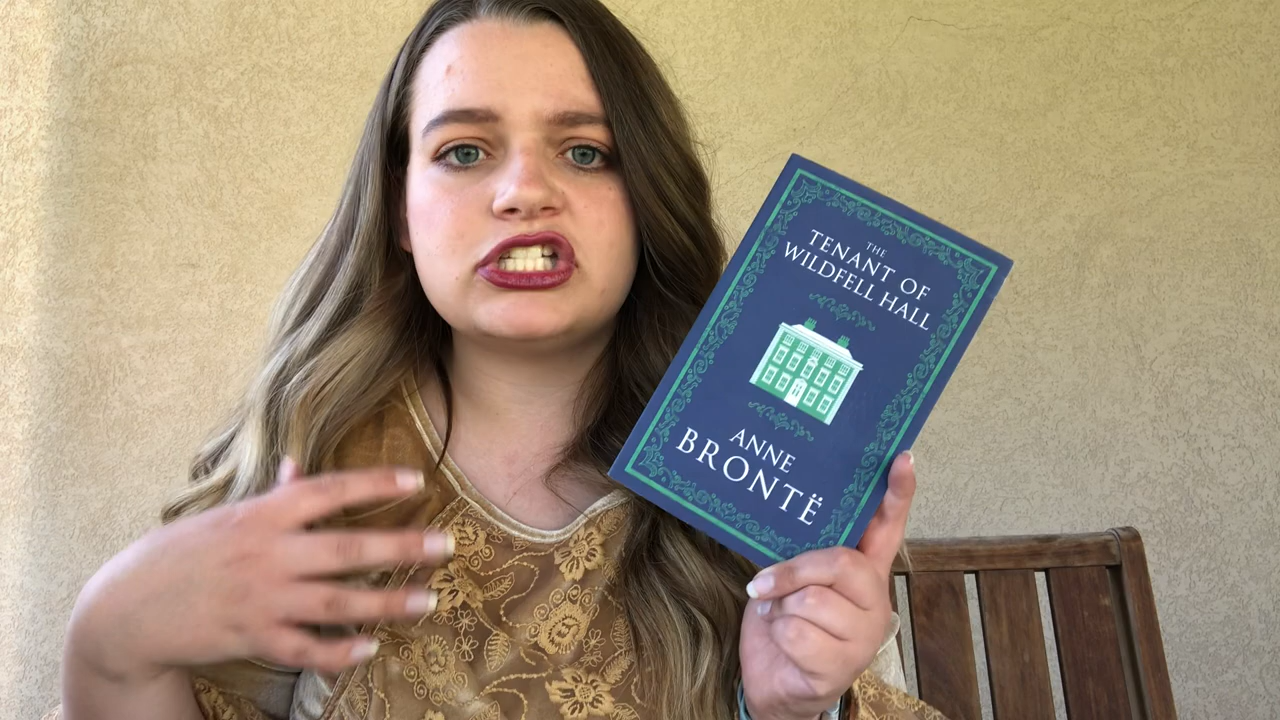 THE
TENANT OF
WILDFELL HALL
ANNE
BRONTË